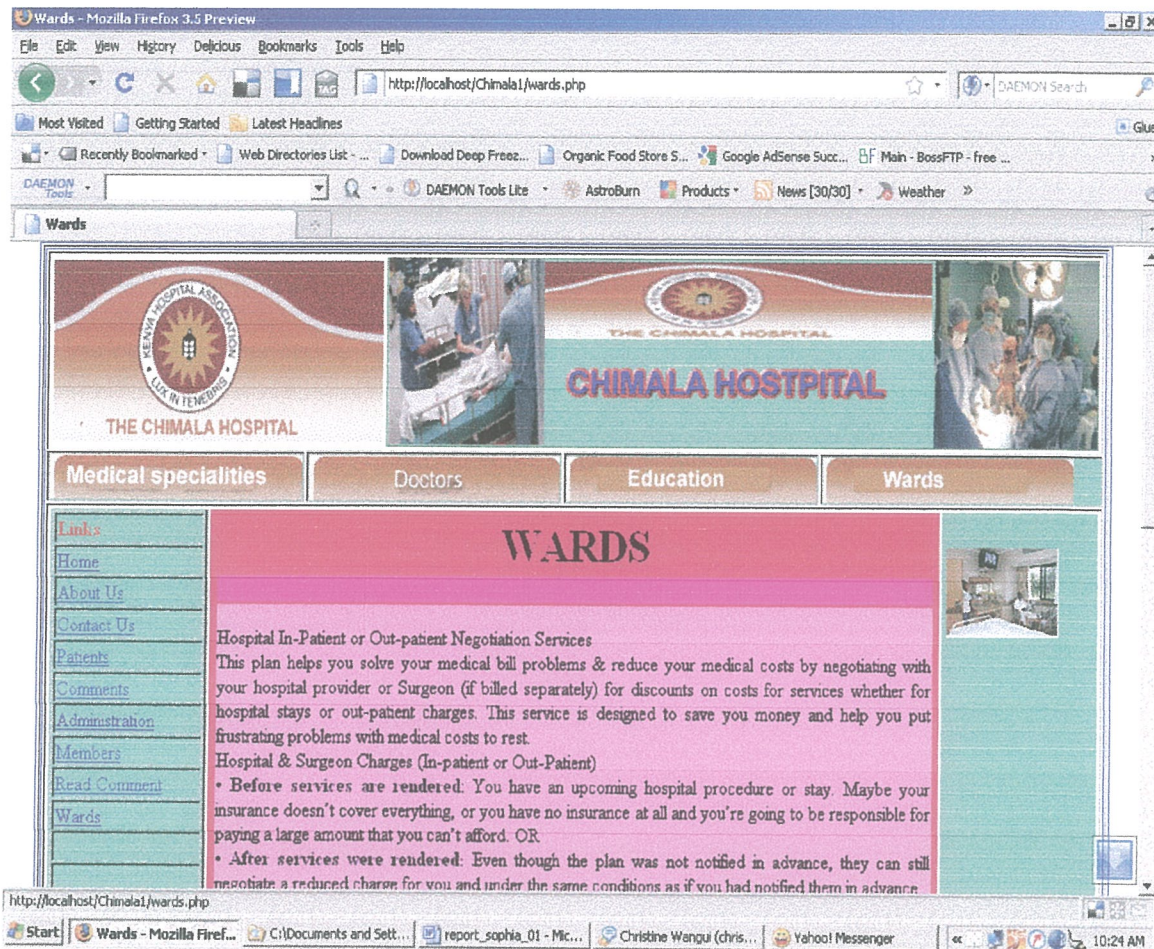 Wards - Mozilla Firefox 3.5 Preview
File Edit View History Delicious Bookmarks Tools Help
TAG http://localhost/Chimala1/wards.php DAEMON Search
Most Visited Getting Started Latest Headlines Glue
Recently Bookmarked Web Directories List - ... Download Deep Freez... Organic Food Store S... Google AdSense Succ... BF Main - BossFTP - free ...
DAEMON Tools DAEMON Tools Lite AstroBurn Products News [30/30] Weather »
Wards
KENYA HOSPITAL ASSOCIATION
LUX IN TENEBRIS
THE CHIMALA HOSPITAL
THE CHIMALA HOSPITAL
CHIMALA HOSTPITAL
Medical specialities Doctors Education Wards
Links
Home
About Us
Contact Us
Patients
Comments
Administration
Members
Read Comment
Wards
WARDS
Hospital In-Patient or Out-patient Negotiation Services
This plan helps you solve your medical bill problems & reduce your medical costs by negotiating with
your hospital provider or Surgeon (if billed separately) for discounts on costs for services whether for
hospital stays or out-patient charges. This service is designed to save you money and help you put
frustrating problems with medical costs to rest.
Hospital & Surgeon Charges (In-patient or Out-Patient)
• Before services are rendered: You have an upcoming hospital procedure or stay. Maybe your
insurance doesn't cover everything, or you have no insurance at all and you're going to be responsible for
paying a large amount that you can't afford. OR
• After services were rendered: Even though the plan was not notified in advance, they can still
negotiate a reduced charge for you and under the same conditions as if you had notified them in advance
http://localhost/Chimala1/wards.php
Start Wards - Mozilla Firef... C:\Documents and Sett... report_sophia_01 - Mic... Christine Wangui (chris... Yahoo! Messenger « 10:24 AM